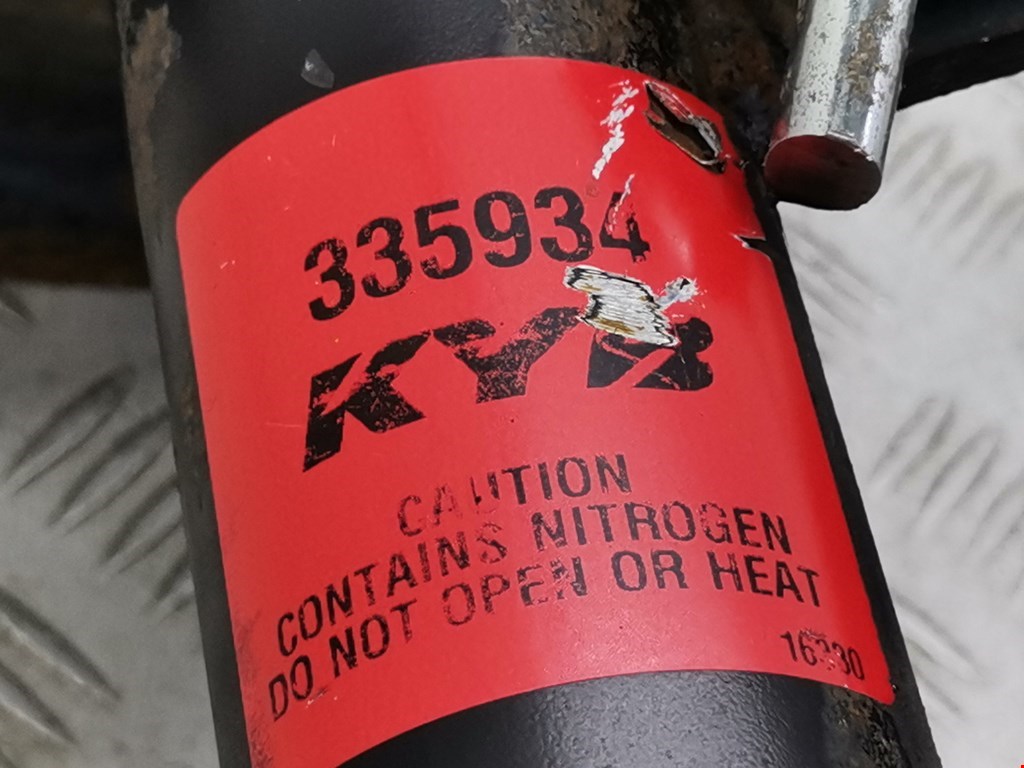 335934
KYB
CAUTION
CONTAINS NITROGEN
DO NOT OPEN OR HEAT